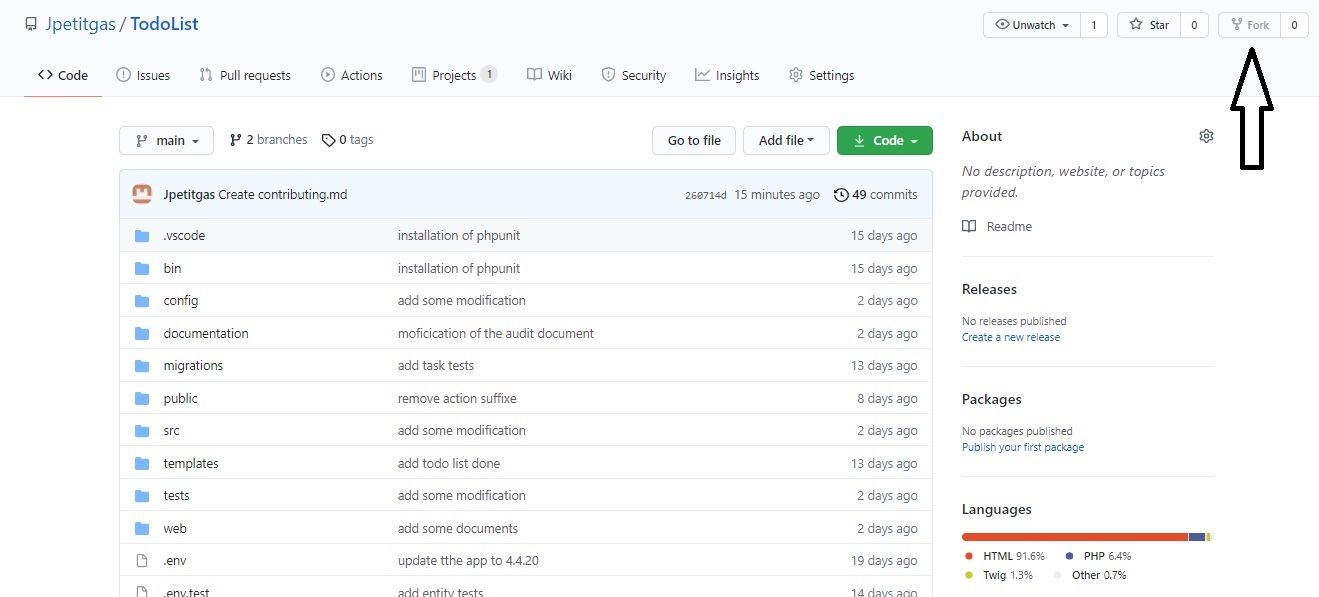 Jpetitgas / TodoList
Unwatch 1 Star 0 Fork 0
Code Issues Pull requests Actions Projects 1 Wiki Security Insights Settings
main 2 branches 0 tags Go to file Add file Code
Jpetitgas Create contributing.md 260714d 15 minutes ago 49 commits
.vscode installation of phpunit 15 days ago
bin installation of phpunit 15 days ago
config add some modification 2 days ago
documentation moficication of the audit document 2 days ago
migrations add task tests 13 days ago
public remove action suffixe 8 days ago
src add some modification 2 days ago
templates add todo list done 13 days ago
tests add some modification 2 days ago
web add some documents 2 days ago
.env update tthe app to 4.4.20 19 days ago
.env.test add entity tests 14 days ago
About
No description, website, or topics
provided.
Readme
Releases
No releases published
Create a new release
Packages
No packages published
Publish your first package
Languages
HTML 91.6% PHP 6.4%
Twig 1.3% Other 0.7%